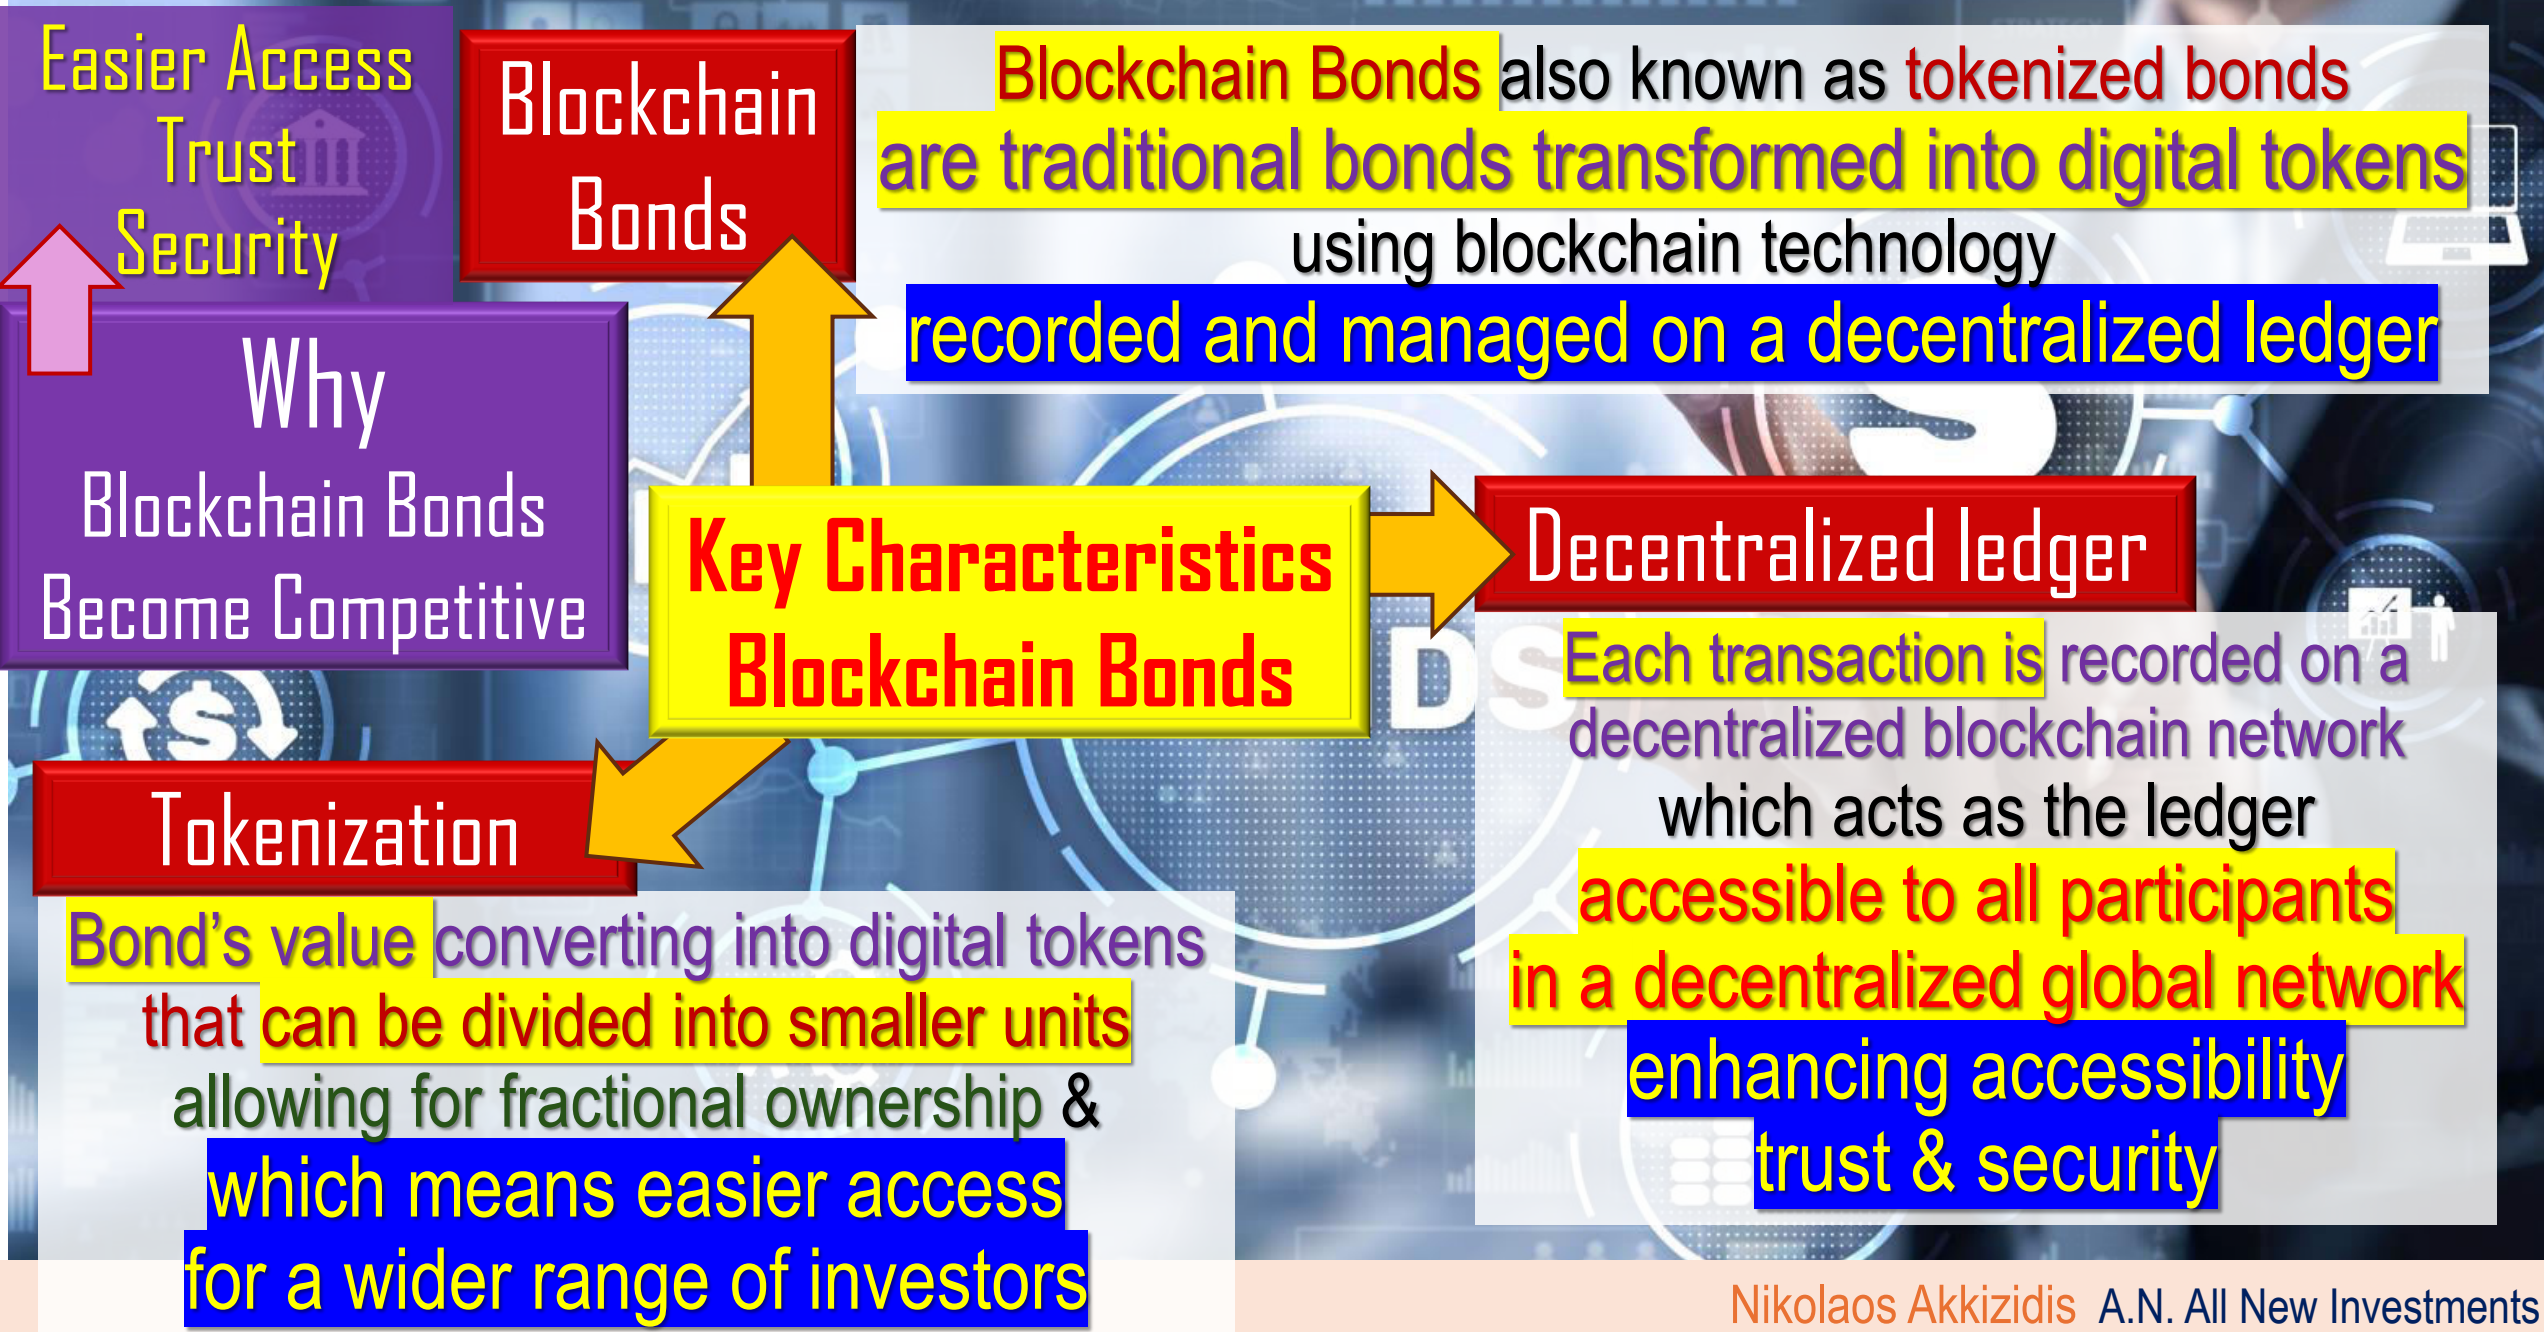 Easier Access
Trust
Security
Blockchain
Bonds
Blockchain Bonds also known as tokenized bonds
are traditional bonds transformed into digital tokens
using blockchain technology
recorded and managed on a decentralized ledger
Why
Blockchain Bonds
Become Competitive
Key Characteristics
Blockchain Bonds
Decentralized ledger
Each transaction is recorded on a
decentralized blockchain network
which acts as the ledger
accessible to all participants
in a decentralized global network
enhancing accessibility
trust & security
Tokenization
Bond’s value converting into digital tokens
that can be divided into smaller units
allowing for fractional ownership &
which means easier access
for a wider range of investors
STRATEGY
DS
Nikolaos Akkizidis A.N. All New Investments